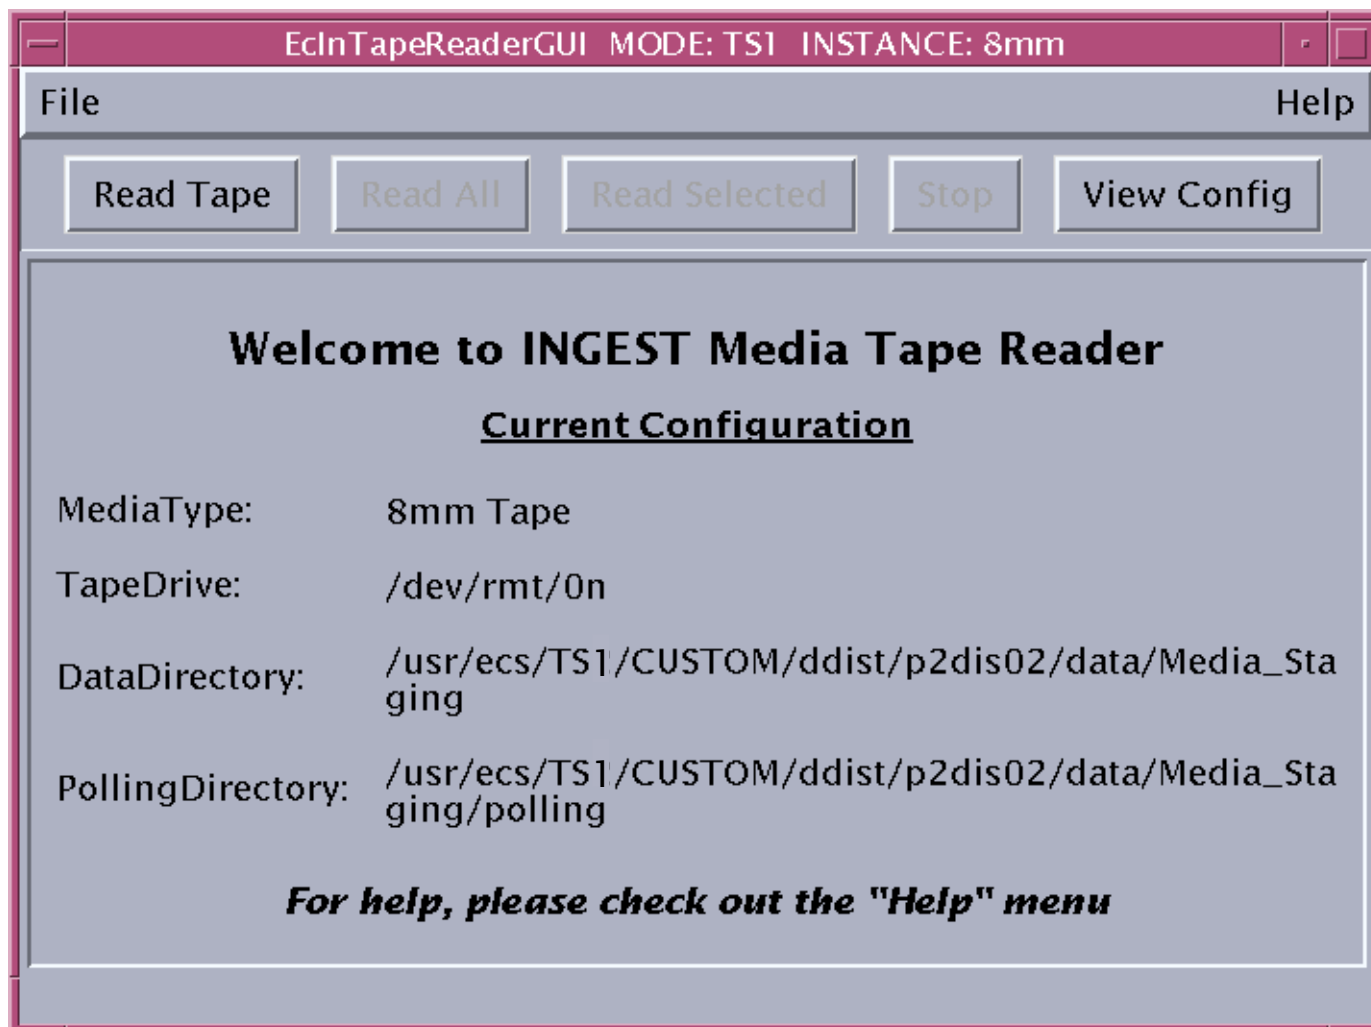 EcInTapeReaderGUI MODE: TS1 INSTANCE: 8mm
File Help
Read Tape Read All Read Selected Stop View Config
Welcome to INGEST Media Tape Reader
Current Configuration
MediaType: 8mm Tape
TapeDrive: /dev/rmt/0n
DataDirectory: /usr/ecs/TS1/CUSTOM/ddist/p2dis02/data/Media_Sta
ging
PollingDirectory: /usr/ecs/TS1/CUSTOM/ddist/p2dis02/data/Media_Sta
ging/polling
For help, please check out the "Help" menu